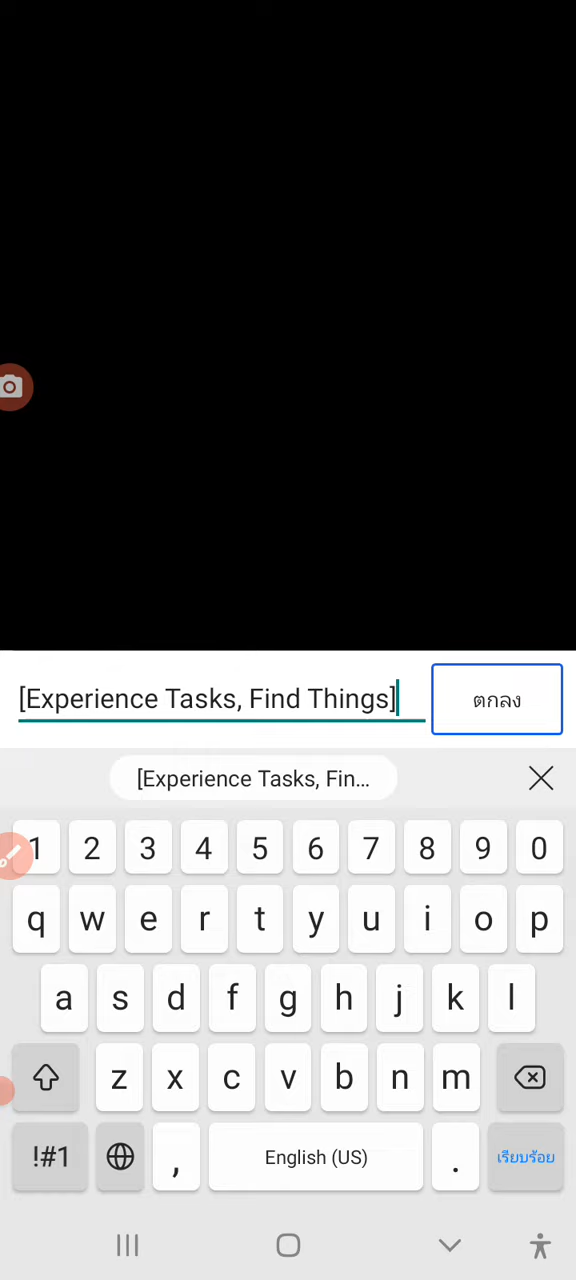 [Experience Tasks, Find Things]
ตกลง
[Experience Tasks, Fin...
1 2 3 4 5 6 7 8 9 0
q w e r t y u i o p
a s d f g h j k l
z x c v b n m
!#1 , English (US) . เรียบร้อย